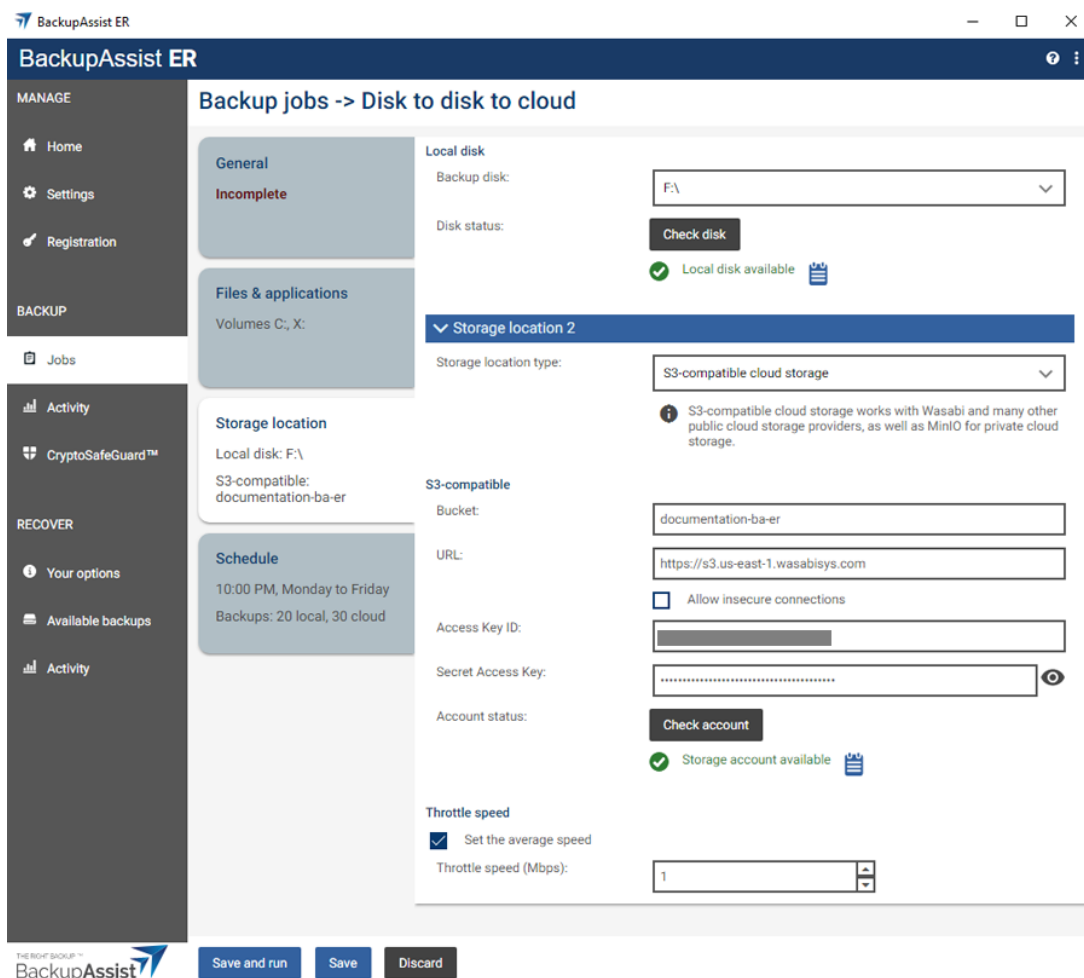 BackupAssist ER
BackupAssist ER
MANAGE
Home
Settings
Registration
BACKUP
Jobs
Activity
CryptoSafeGuard™
RECOVER
Your options
Available backups
Activity
THE RIGHT BACKUP ™
BackupAssist
Backup jobs -> Disk to disk to cloud
General
Incomplete
Files & applications
Volumes C:, X:
Storage location
Local disk: F:\
S3-compatible:
documentation-ba-er
Schedule
10:00 PM, Monday to Friday
Backups: 20 local, 30 cloud
Local disk
Backup disk:
F:\
Disk status:
Check disk
Local disk available
Storage location 2
Storage location type:
S3-compatible cloud storage
S3-compatible cloud storage works with Wasabi and many other
public cloud storage providers, as well as MinIO for private cloud
storage.
S3-compatible
Bucket:
documentation-ba-er
URL:
https://s3.us-east-1.wasabisys.com
Allow insecure connections
Access Key ID:
Secret Access Key:
Account status:
Check account
Storage account available
Throttle speed
Set the average speed
Throttle speed (Mbps):
1
Save and run
Save
Discard